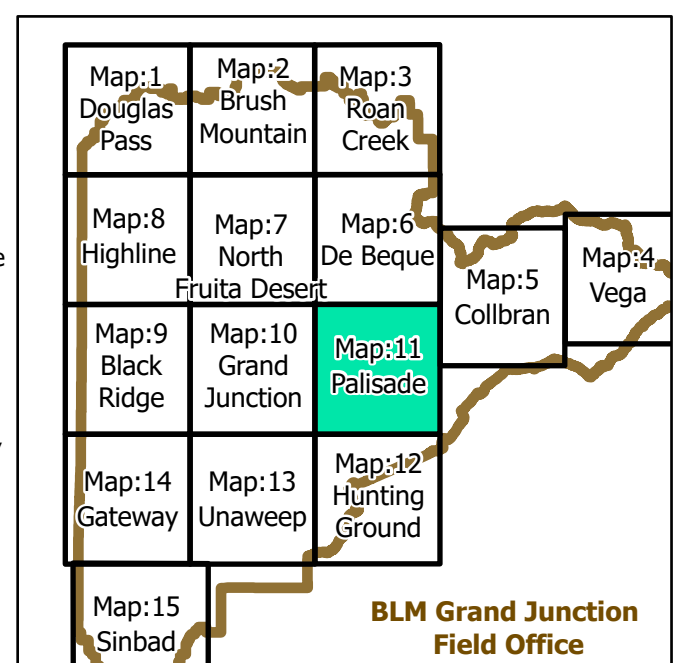 Map:1
Douglas
Pass
Map:2
Brush
Mountain
Map:3
Roan
Creek
Map:8
Highline
Map:7
North
Fruita Desert
Map:6
De Beque
Map:5
Collbran
Map:4
Vega
Map:9
Black
Ridge
Map:10
Grand
Junction
Map:11
Palisade
Map:14
Gateway
Map:13
Unaweep
Map:12
Hunting
Ground
Map:15
Sinbad
BLM Grand Junction
Field Office